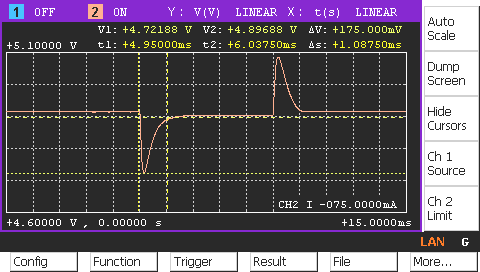 1 OFF 2 ON Y: V(V) LINEAR X: t(s) LINEAR
V1: +4.72188 V V2: +4.89688 V ΔV: +175.000mV
+5.10000 V t1: +4.95000ms t2: +6.03750ms Δs: +1.08750ms
CH2 I -075.0000mA
+4.60000 V , 0.00000 s +15.0000ms
Auto
Scale
Dump
Screen
Hide
Cursors
Ch 1
Source
Ch 2
Limit
LAN G
Config Function Trigger Result File More...